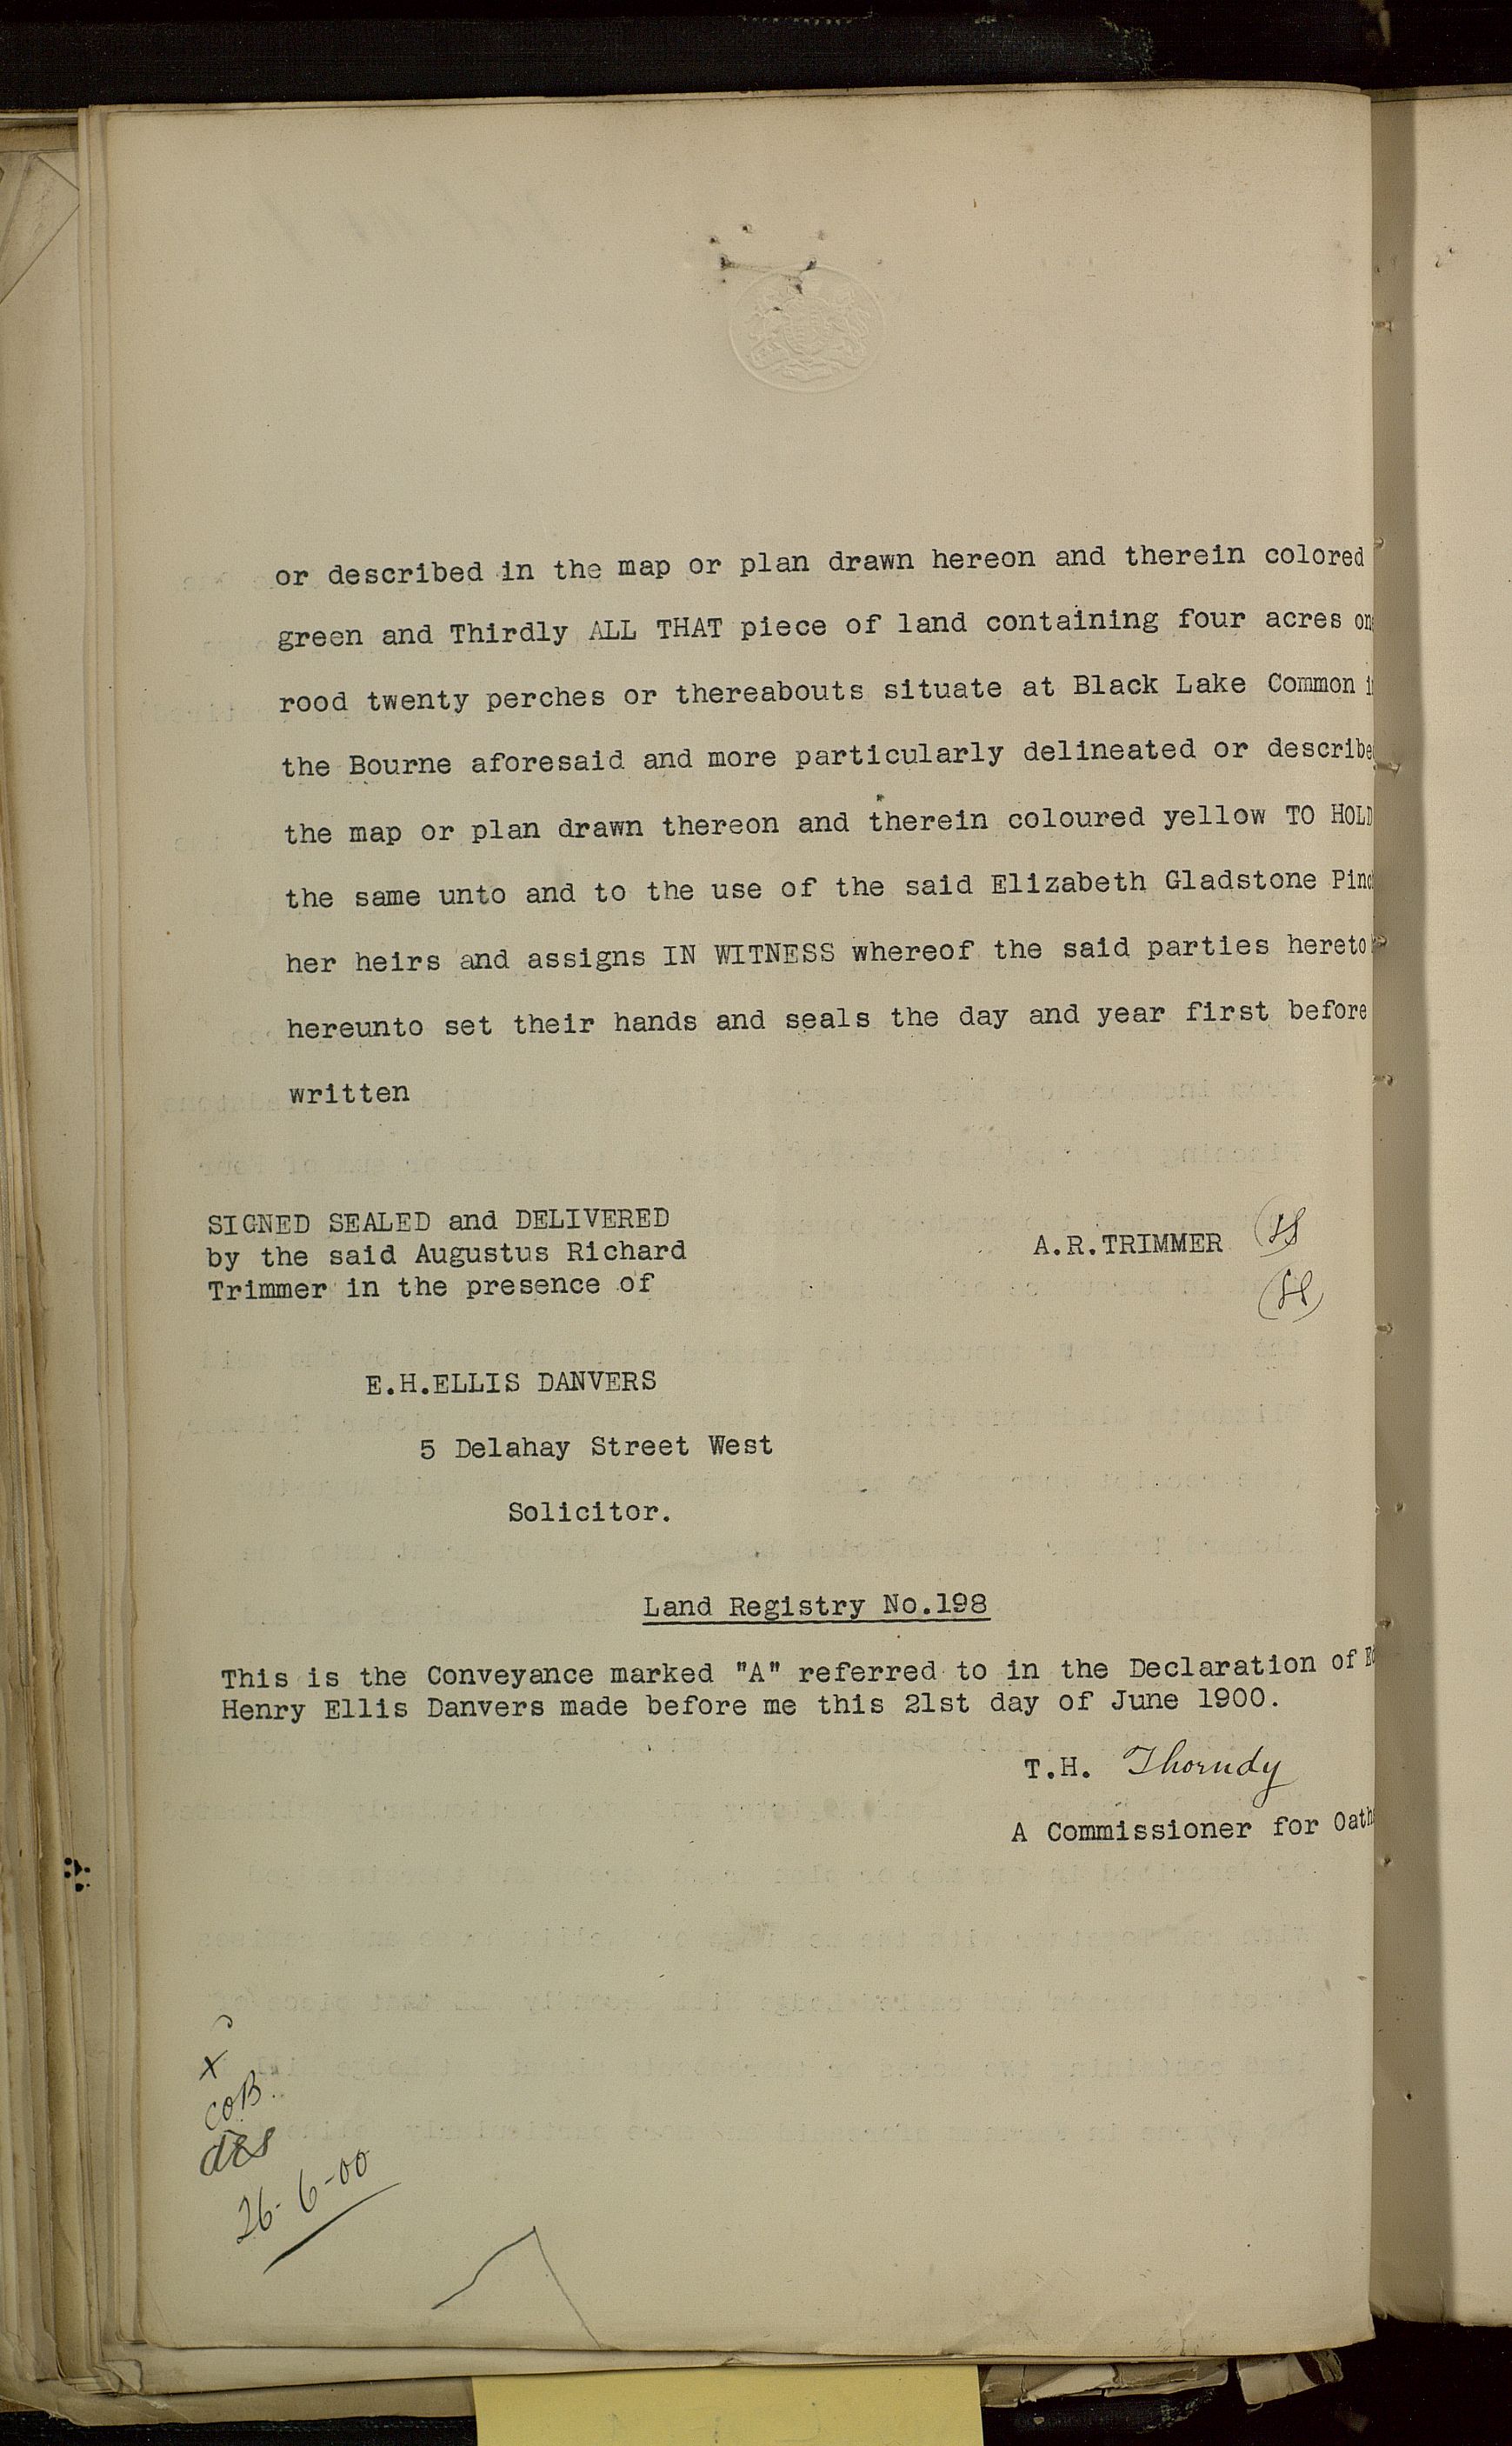 or described in the map or plan drawn hereon and therein colored
green and Thirdly ALL THAT piece of land containing four acres on
rood twenty perches or thereabouts situate at Black Lake Common i
the Bourne aforesaid and more particularly delineated or describe
the map or plan drawn thereon and therein coloured yellow TO HOLD
the same unto and to the use of the said Elizabeth Gladstone Pinc
her heirs and assigns IN WITNESS whereof the said parties hereto
hereunto set their hands and seals the day and year first before
written
SIGNED SEALED and DELIVERED
by the said Augustus Richard
Trimmer in the presence of
A.R.TRIMMER
E.H.ELLIS DANVERS
5 Delahay Street West
Solicitor.
Land Registry No.198
This is the Conveyance marked "A" referred to in the Declaration of
Henry Ellis Danvers made before me this 21st day of June 1900.
T.H. Thorndy
A Commissioner for Oath
x
COB.
26-6-00